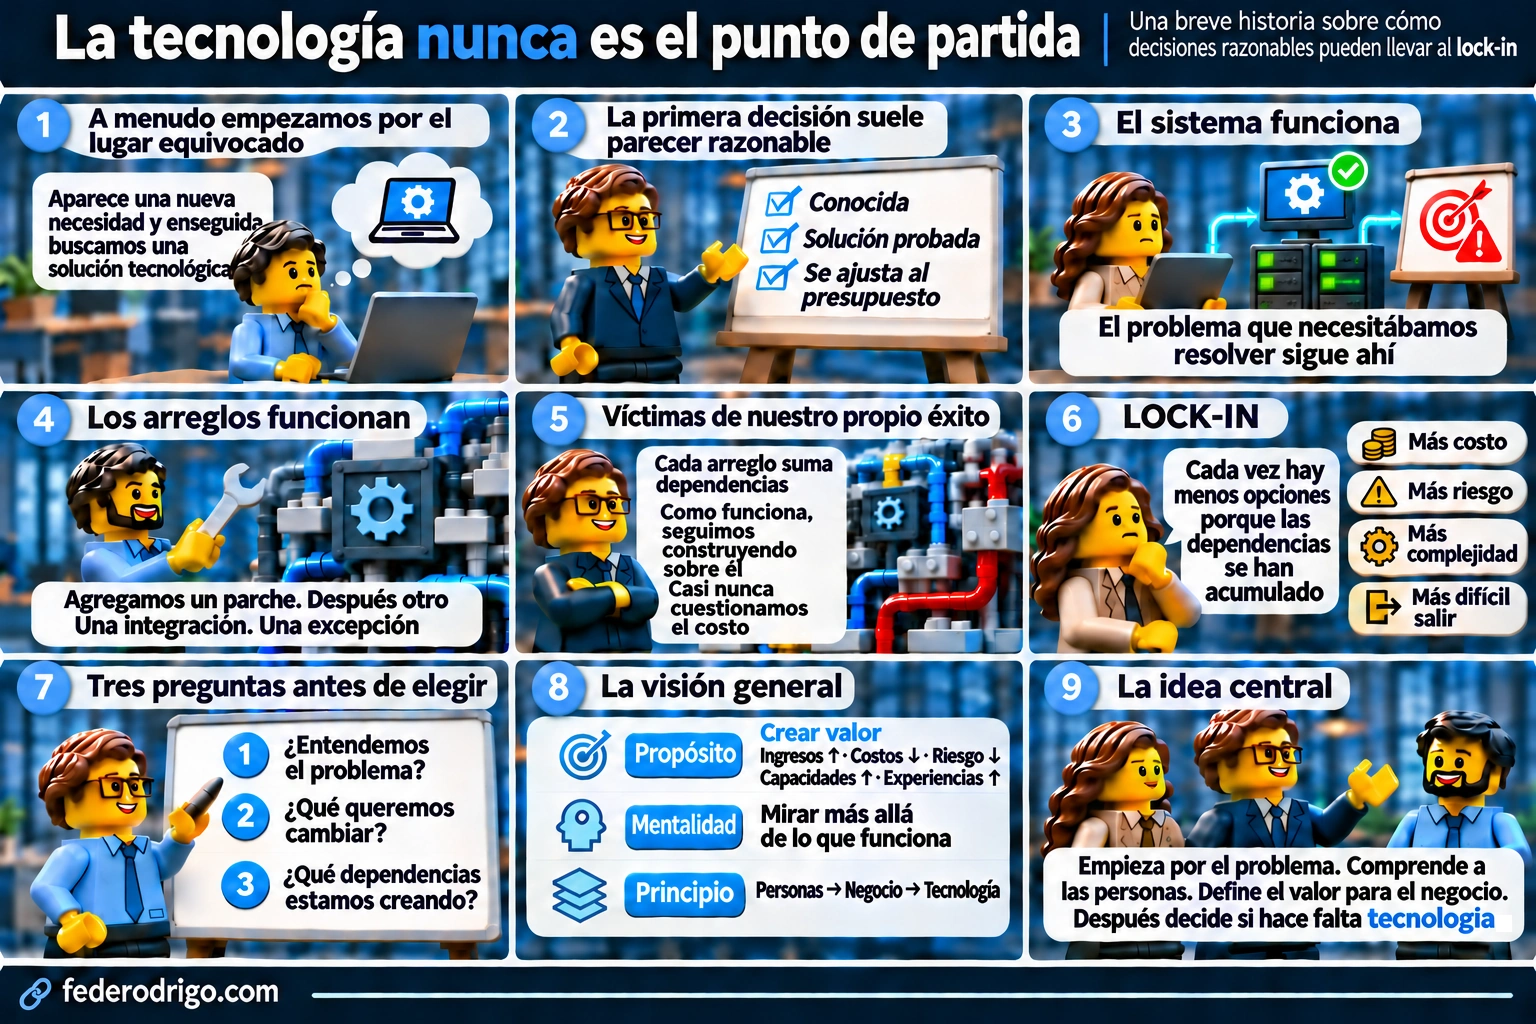 La tecnología nunca es el punto de partida
Una breve historia sobre cómo
decisiones razonables pueden llevar al lock-in
1
A menudo empezamos por el
lugar equivocado
Aparece una nueva
necesidad y enseguida
buscamos una
solución tecnológica
2
La primera decisión suele
parecer razonable
Conocida
Solución probada
Se ajusta al
presupuesto
3
El sistema funciona
El problema que necesitábamos
resolver sigue ahí
4
Los arreglos funcionan
Agregamos un parche. Después otro
Una integración. Una excepción
5
Víctimas de nuestro propio éxito
Cada arreglo suma
dependencias
Como funciona,
seguimos
construyendo
sobre él
Casi nunca
cuestionamos
el costo
6
LOCK-IN
Cada vez hay
menos opciones
porque las
dependencias
se han
acumulado
Más costo
Más riesgo
Más
complejidad
Más difícil
salir
7
Tres preguntas antes de elegir
1
¿Entendemos
el problema?
2
¿Qué queremos
cambiar?
3
¿Qué dependencias
estamos creando?
8
La visión general
Propósito
Crear valor
Ingresos ↑ · Costos ↓ · Riesgo ↓
Capacidades ↑ · Experiencias ↑
Mentalidad
Mirar más allá
de lo que funciona
Principio
Personas → Negocio → Tecnología
9
La idea central
Empieza por el problema. Comprende a
las personas. Define el valor para el negocio.
Después decide si hace falta tecnologia
federodrigo.com